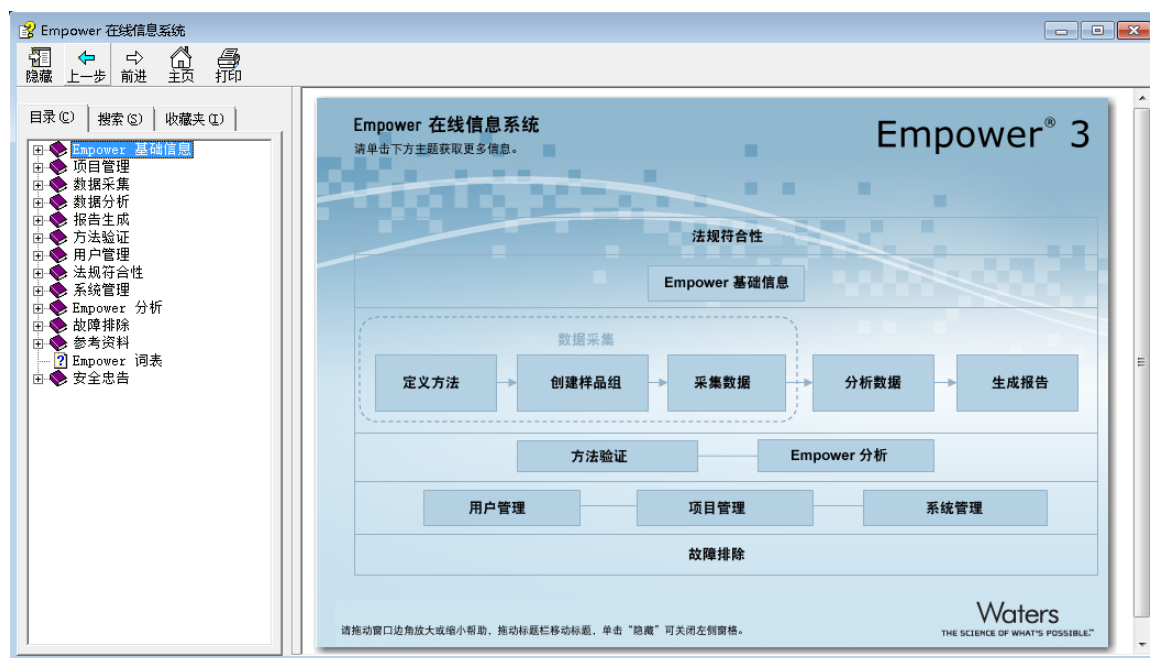 Empower 在线信息系统
隐藏 上一步 前进 主页 打印
目录(C) 搜索(S) 收藏夹(I)
Empower 基础信息
项目管理
数据采集
数据分析
报告生成
方法验证
用户管理
法规符合性
系统管理
Empower 分析
故障排除
参考资料
Empower 词表
安全忠告
Empower 在线信息系统
Empower® 3
请单击下方主题获取更多信息。
法规符合性
Empower 基础信息
数据采集
定义方法 创建样品组 采集数据 分析数据 生成报告
方法验证 Empower 分析
用户管理 项目管理 系统管理
故障排除
Waters
THE SCIENCE OF WHAT'S POSSIBLE.™
请拖动窗口边角放大或缩小帮助，拖动标题栏移动标题，单击“隐藏”可关闭左侧窗格。